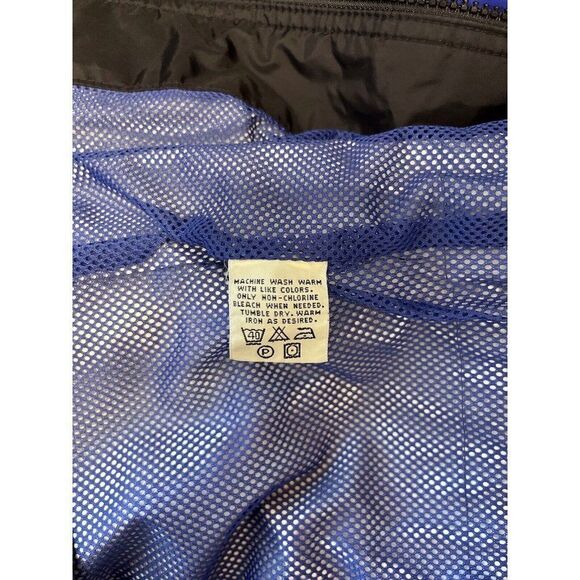 MACHINE WASH WARM
WITH LIKE COLORS.
ONLY NON-CHLORINE
BLEACH WHEN NEEDED.
TUMBLE DRY. WARM
IRON AS DESIRED.
40
P